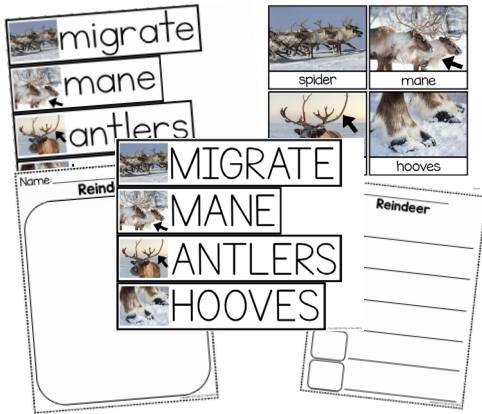 migrate
mane
antlers
spider
mane
hooves
MIGRATE
MANE
ANTLERS
HOOVES
Name:
Reind
Reindeer